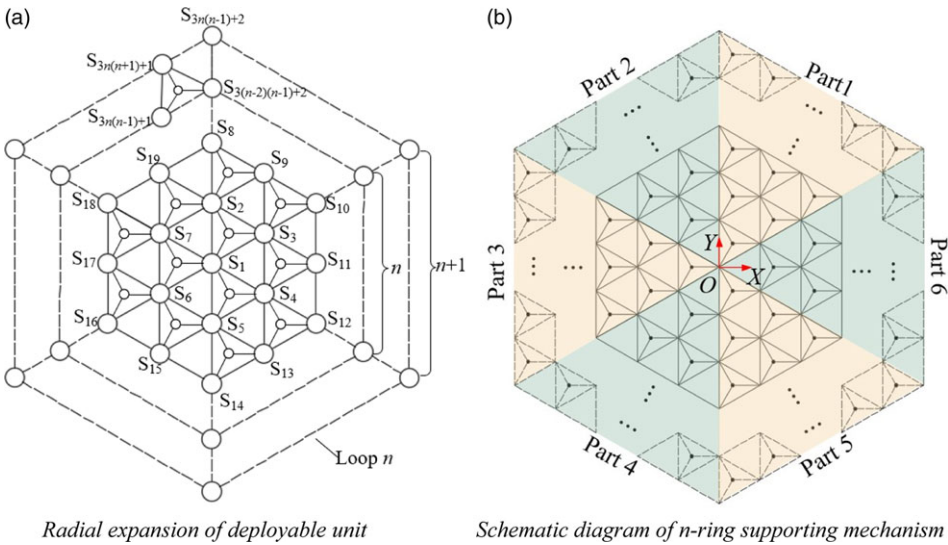 (a)
S3n(n-1)+2
S3n(n+1)+1
S3(n-2)(n-1)+2
S3n(n-1)+1
S8
S19
S9
S18
S2
S10
S7
S3
S17
S1
S11
n
n+1
S6
S4
S16
S5
S12
S15
S13
S14
Loop n
Radial expansion of deployable unit
(b)
Part 2
Part1
Y
Part 3
O
X
Part 6
Part 4
Part 5
Schematic diagram of n-ring supporting mechanism